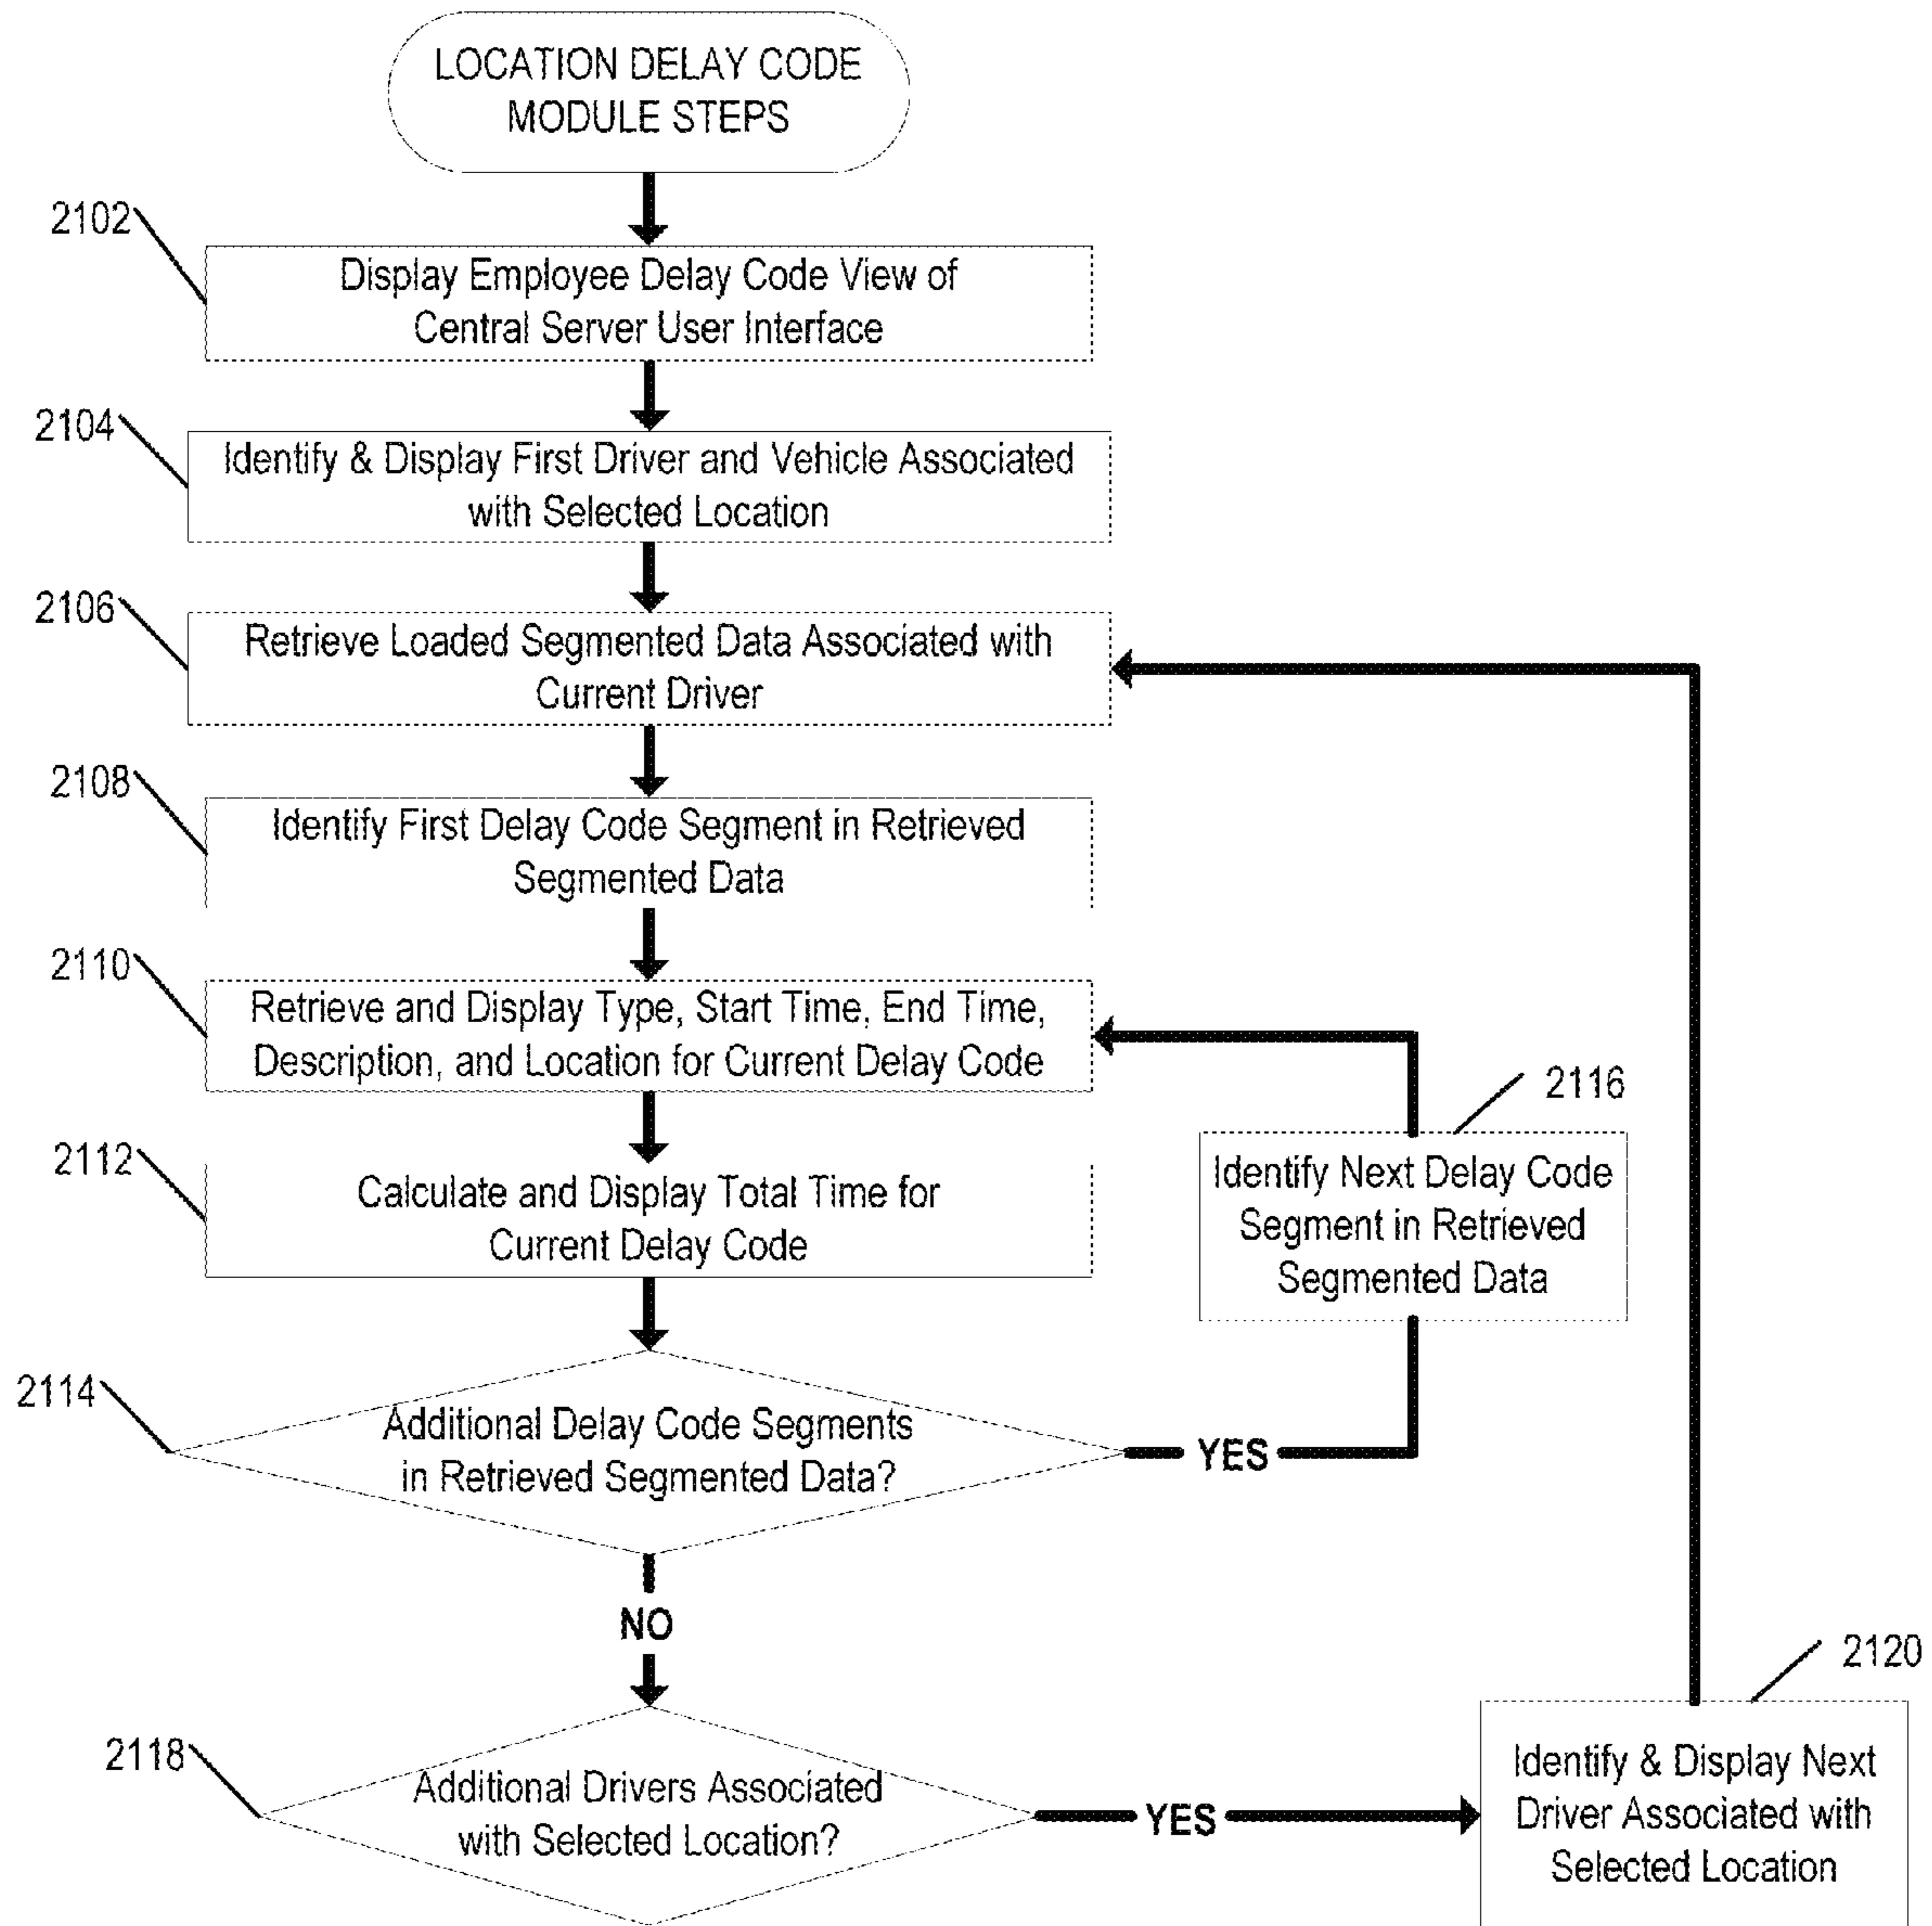 LOCATION DELAY CODE
MODULE STEPS
2102
Display Employee Delay Code View of
Central Server User Interface
2104
Identify & Display First Driver and Vehicle Associated
with Selected Location
2106
Retrieve Loaded Segmented Data Associated with
Current Driver
2108
Identify First Delay Code Segment in Retrieved
Segmented Data
2110
Retrieve and Display Type, Start Time, End Time,
Description, and Location for Current Delay Code
2116
Identify Next Delay Code
Segment in Retrieved
Segmented Data
2112
Calculate and Display Total Time for
Current Delay Code
2114
Additional Delay Code Segments
in Retrieved Segmented Data?
YES
NO
2118
Additional Drivers Associated
with Selected Location?
YES
2120
Identify & Display Next
Driver Associated with
Selected Location